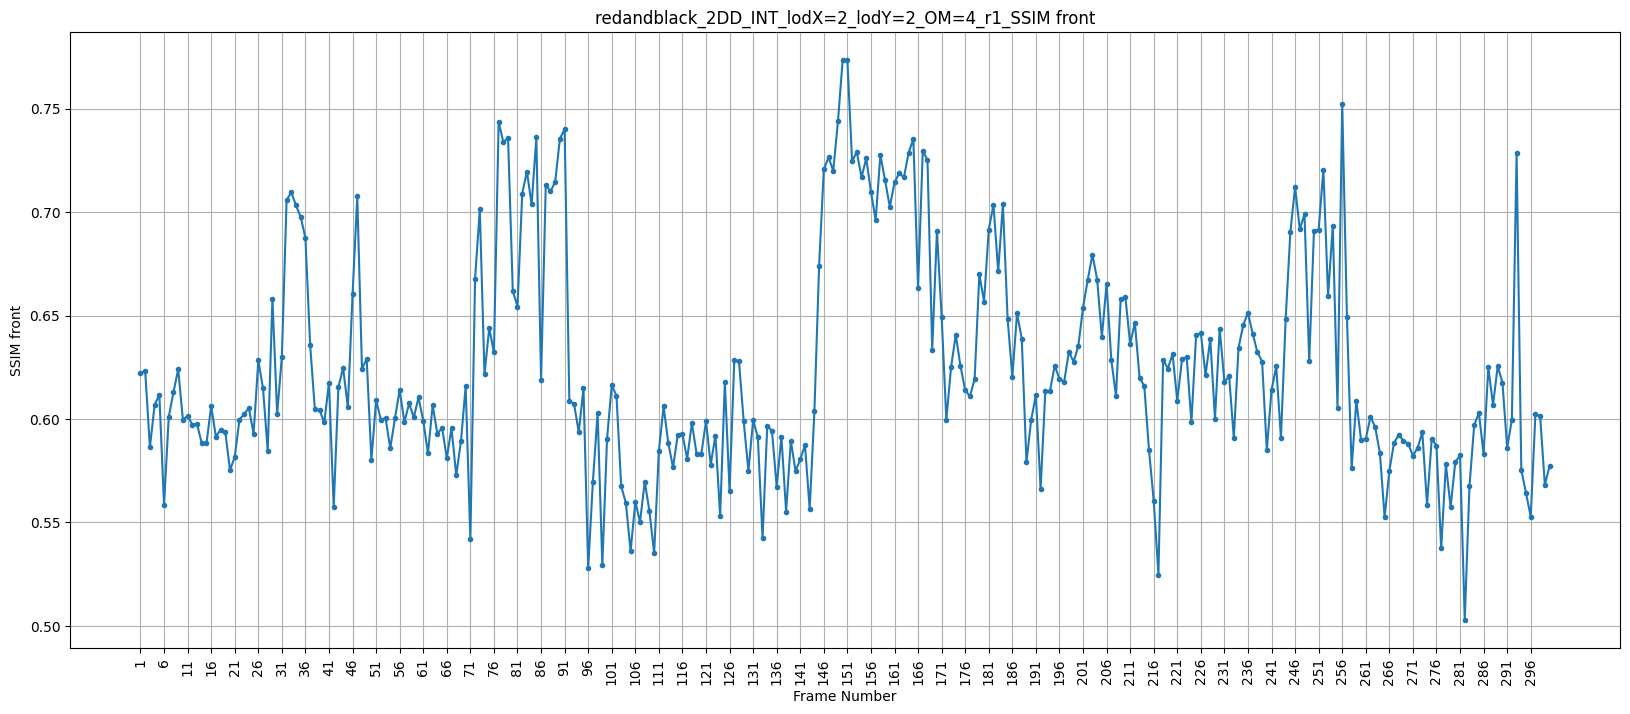 redandblack_2DD_INT_lodX=2_lodY=2_OM=4_r1_SSIM front
SSIM front
0.75
0.70
0.65
0.60
0.55
0.50
1 6 11 16 21 26 31 36 41 46 51 56 61 66 71 76 81 86 91 96 101 106 111 116 121 126 131 136 141 146 151 156 161 166 171 176 181 186 191 196 201 206 211 216 221 226 231 236 241 246 251 256 261 266 271 276 281 286 291 296
Frame Number